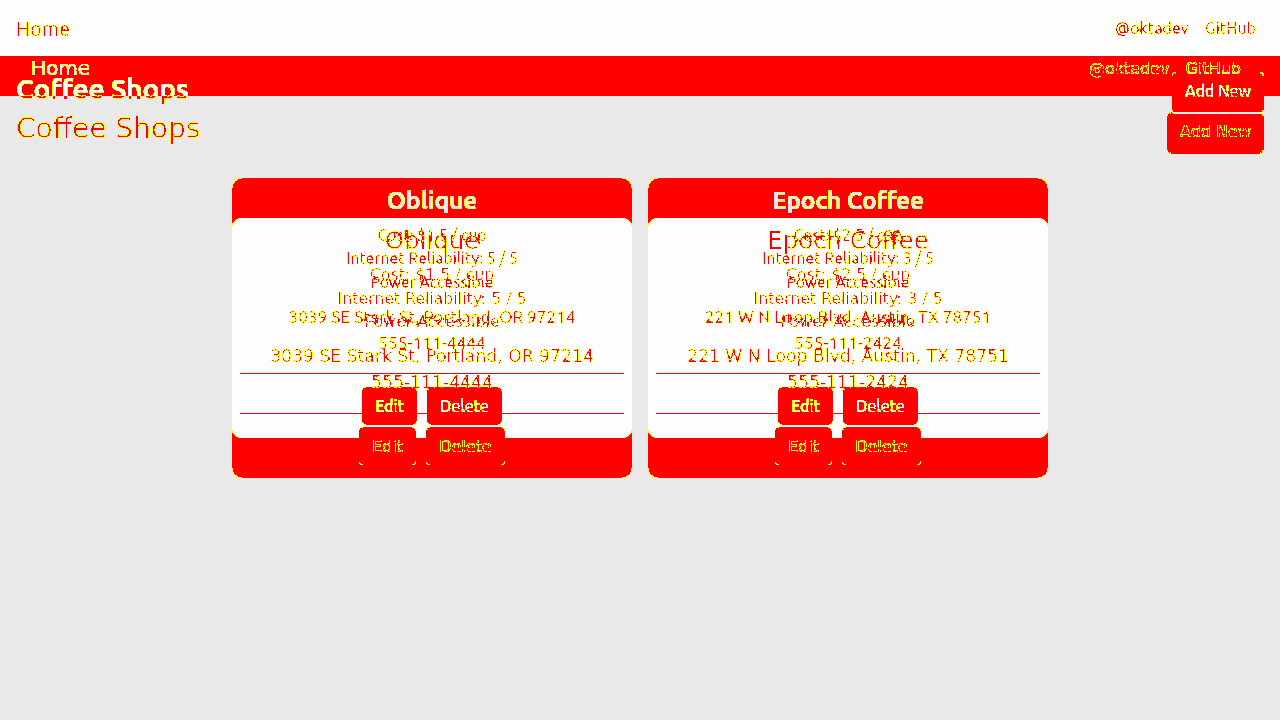 Home @oktadev GitHub
Home @oktadev GitHub
Coffee Shops Add New
Coffee Shops Add New
Oblique
Oblique
Cost: $1.5 / cup
Internet Reliability: 5 / 5
Cost: $1.5 / cup
Power Accessible
Internet Reliability: 5 / 5
3039 SE Stark St, Portland, OR 97214
Power Accessible
555-111-4444
3039 SE Stark St, Portland, OR 97214
555-111-4444
Edit Delete
Edit Delete
Epoch Coffee
Epoch Coffee
Cost: $2.5 / cup
Internet Reliability: 3 / 5
Cost: $2.5 / cup
Power Accessible
Internet Reliability: 3 / 5
221 W N Loop Blvd, Austin, TX 78751
Power Accessible
555-111-2424
221 W N Loop Blvd, Austin, TX 78751
555-111-2424
Edit Delete
Edit Delete